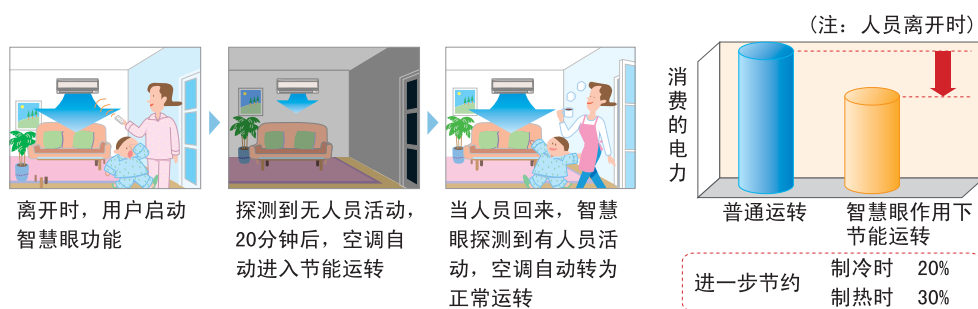 离开时，用户启动
智慧眼功能
探测到无人员活动，
20分钟后，空调自
动进入节能运转
当人员回来，智慧
眼探测到有人员活
动，空调自动转为
正常运转
(注：人员离开时)
消费的电力
普通运转
智慧眼作用下
节能运转
进一步节约
制冷时 20%
制热时 30%